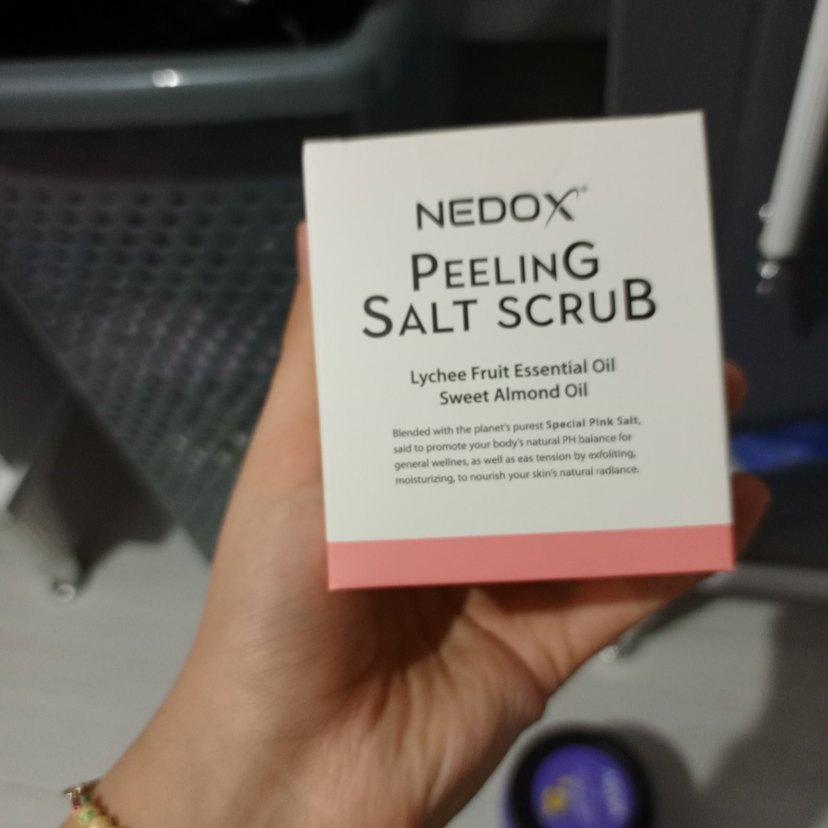 NEDOX®
PEELING
SALT SCRUB
Lychee Fruit Essential Oil
Sweet Almond Oil
Blended with the planet's purest Special Pink Salt,
said to promote your body's natural PH balance for
general wellnes, as well as eas tension by exfoliting,
moisturizing, to nourish your skin's natural radiance.